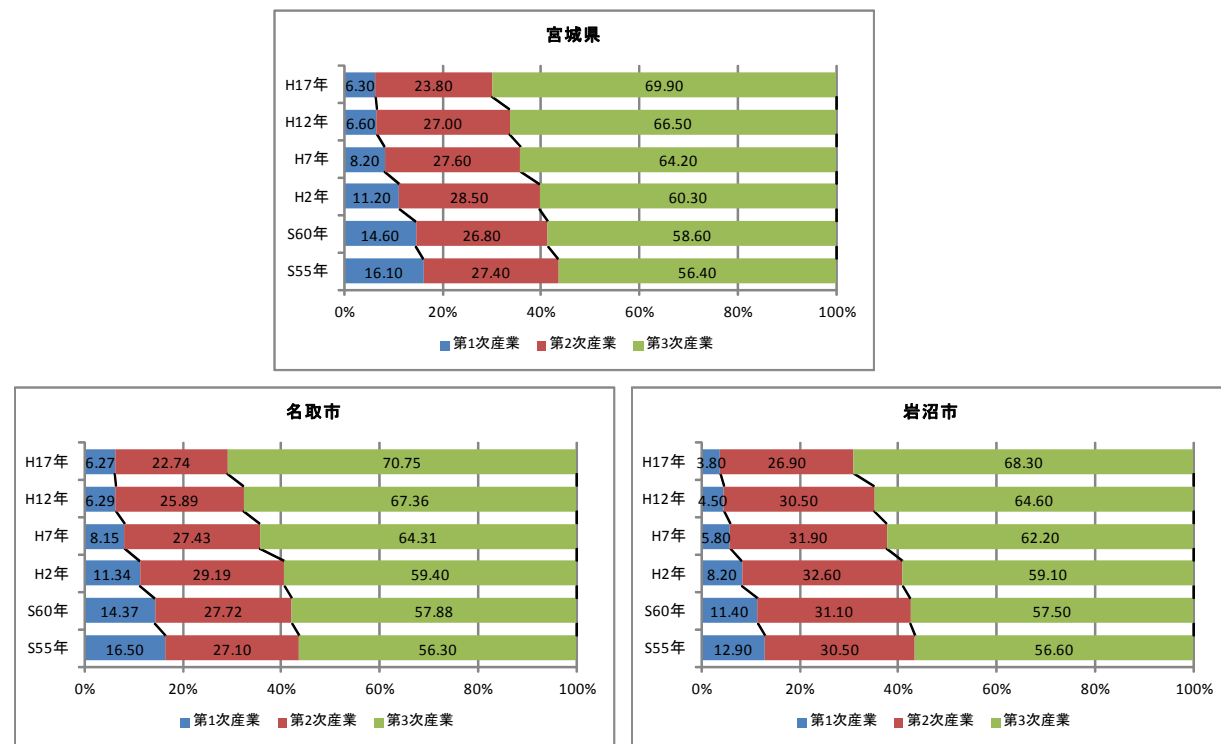 宮城県
H17年 6.30 23.80 69.90
H12年 6.60 27.00 66.50
H7年 8.20 27.60 64.20
H2年 11.20 28.50 60.30
S60年 14.60 26.80 58.60
S55年 16.10 27.40 56.40
0% 20% 40% 60% 80% 100%
第1次産業 第2次産業 第3次産業
名取市
H17年 6.27 22.74 70.75
H12年 6.29 25.89 67.36
H7年 8.15 27.43 64.31
H2年 11.34 29.19 59.40
S60年 14.37 27.72 57.88
S55年 16.50 27.10 56.30
0% 20% 40% 60% 80% 100%
第1次産業 第2次産業 第3次産業
岩沼市
H17年 3.80 26.90 68.30
H12年 4.50 30.50 64.60
H7年 5.80 31.90 62.20
H2年 8.20 32.60 59.10
S60年 11.40 31.10 57.50
S55年 12.90 30.50 56.60
0% 20% 40% 60% 80% 100%
第1次産業 第2次産業 第3次産業